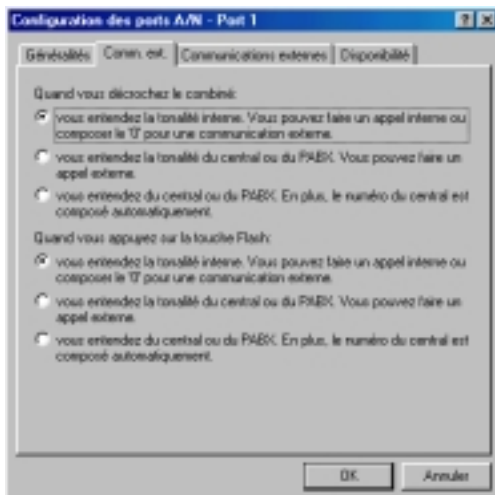 Configuration des ports A/N - Port 1
Généralités
Comm. ext.
Communications externes
Disponibilité
Quand vous décrochez le combiné:
vous entendez la tonalité interne. Vous pouvez faire un appel interne ou
composer le '0' pour une communication externe.
vous entendez la tonalité du central ou du PABX. Vous pouvez faire un
appel externe.
vous entendez du central ou du PABX. En plus, le numéro du central est
composé automatiquement.
Quand vous appuyez sur la touche Flash:
vous entendez la tonalité interne. Vous pouvez faire un appel interne ou
composer le '0' pour une communication externe.
vous entendez la tonalité du central ou du PABX. Vous pouvez faire un
appel externe.
vous entendez du central ou du PABX. En plus, le numéro du central est
composé automatiquement.
OK
Annuler